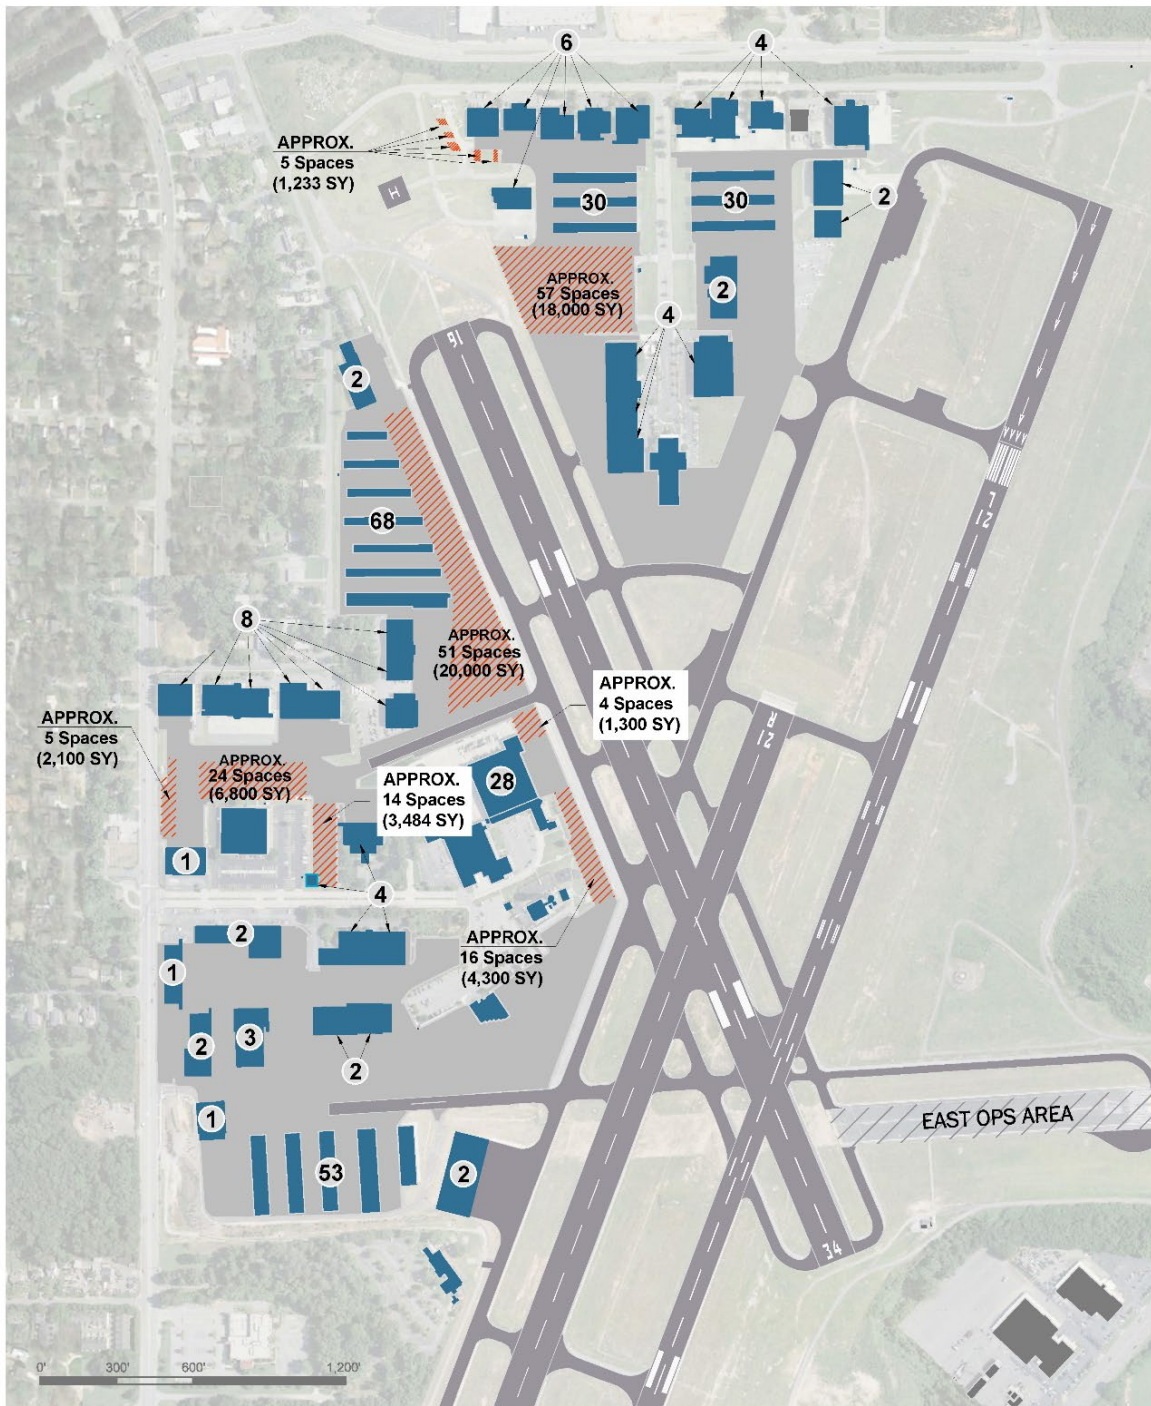 6
4
APPROX.
5 Spaces
(1,233 SY)
H
30
30
2
APPROX.
57 Spaces
(18,000 SY)
2
4
16
2
68
12L
8
APPROX.
51 Spaces
(20,000 SY)
APPROX.
4 Spaces
(1,300 SY)
APPROX.
5 Spaces
(2,100 SY)
12R
APPROX.
24 Spaces
(6,800 SY)
APPROX.
14 Spaces
(3,484 SY)
28
1
4
2
APPROX.
16 Spaces
(4,300 SY)
1
2
3
2
1
EAST OPS AREA
53
2
34
0' 300' 600' 1,200'